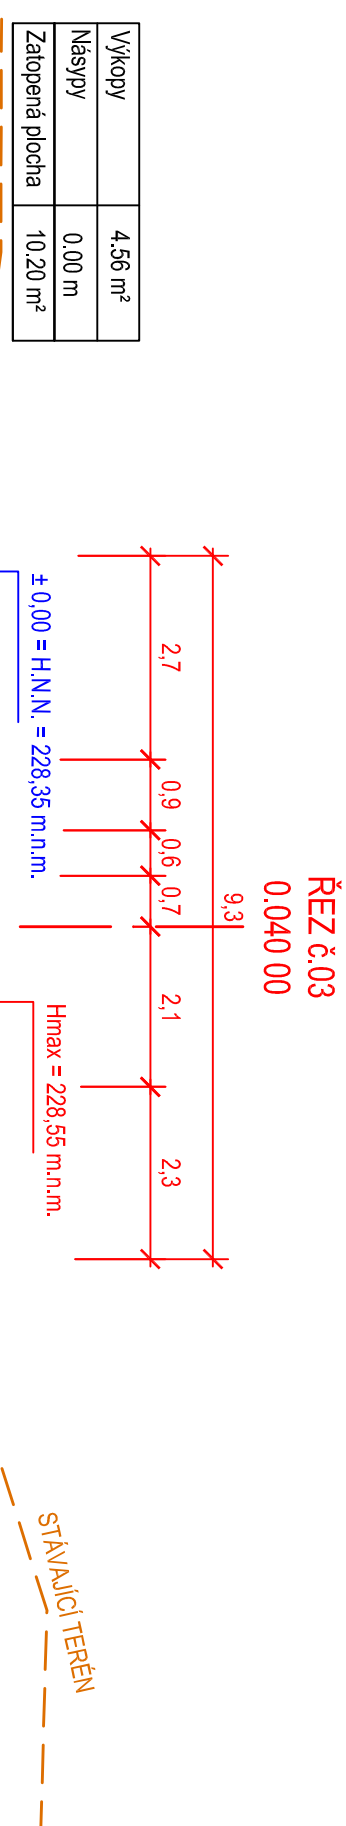 ŘEZ č.03
0.040 00
Výkopy 4.56 m²
Násypy 0.00 m
Zatopená plocha 10.20 m²
9,3
2,7 0,9 0,6 0,7 2,1 2,3
± 0,00 = H.N.N. = 228,35 m.n.m.
Hmax = 228,55 m.n.m.
STÁVAJÍCÍ TERÉN